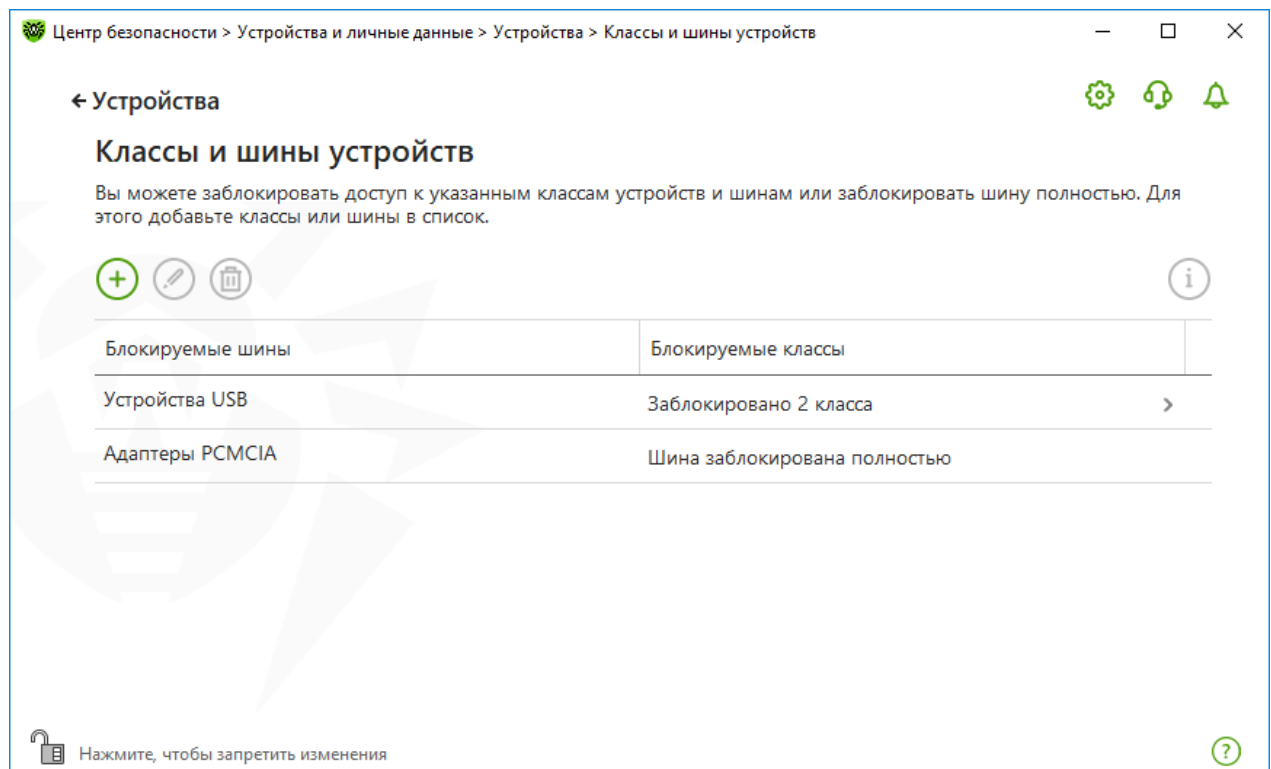 Центр безопасности > Устройства и личные данные > Устройства > Классы и шины устройств
Устройства
Классы и шины устройств
Вы можете заблокировать доступ к указанным классам устройств и шинам или заблокировать шину полностью. Для
этого добавьте классы или шины в список.
Блокируемые шины
Блокируемые классы
Устройства USB
Заблокировано 2 класса
Адаптеры PCMCIA
Шина заблокирована полностью
Нажмите, чтобы запретить изменения